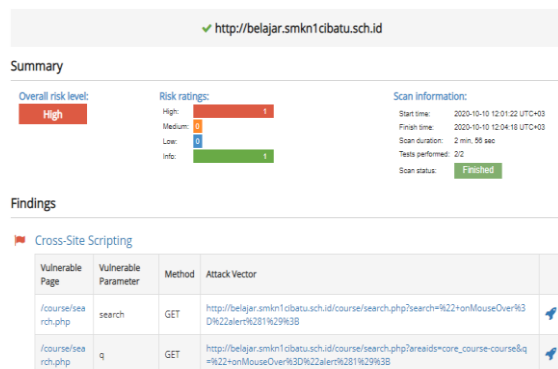 http://belajar.smkn1cibatu.sch.id
Summary
Overall risk level:
High
Risk ratings:
High: 1
Medium: 0
Low: 0
Info: 1
Scan information:
Start time: 2020-10-10 12:01:22 UTC+03
Finish time: 2020-10-10 12:04:18 UTC+03
Scan duration: 2 min, 56 sec
Tests performed: 2/2
Scan status: Finished
Findings
Cross-Site Scripting
Vulnerable Page Vulnerable Parameter Method Attack Vector
/course/sea
rch.php
search
GET
http://belajar.smkn1cibatu.sch.id/course/search.php?search=%22+onMouseOver%3
D%22alert%281%29%3B
/course/sea
rch.php
q
GET
http://belajar.smkn1cibatu.sch.id/course/search.php?areaids=core_course-course&q
=%22+onMouseOver%3D%22alert%281%29%3B